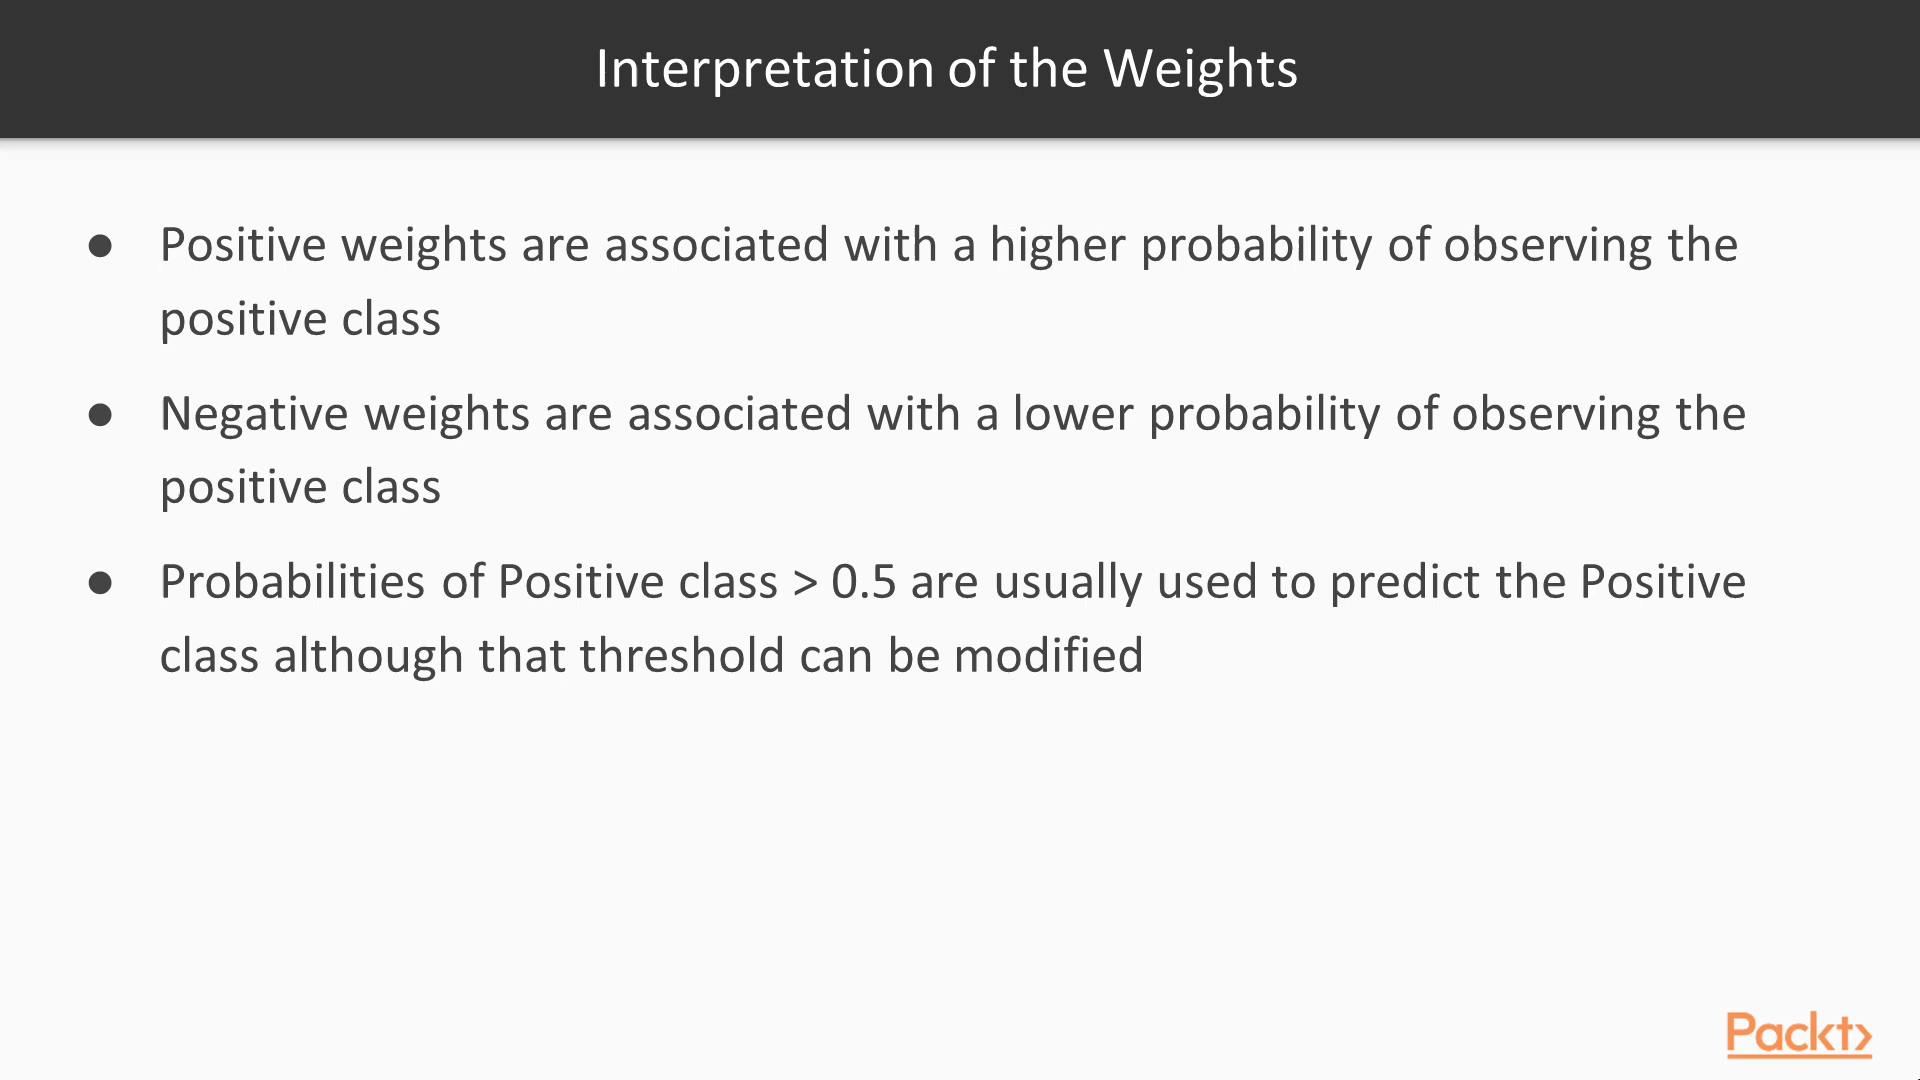 Interpretation of the Weights
● Positive weights are associated with a higher probability of observing the
positive class
● Negative weights are associated with a lower probability of observing the
positive class
● Probabilities of Positive class > 0.5 are usually used to predict the Positive
class although that threshold can be modified
Packt>